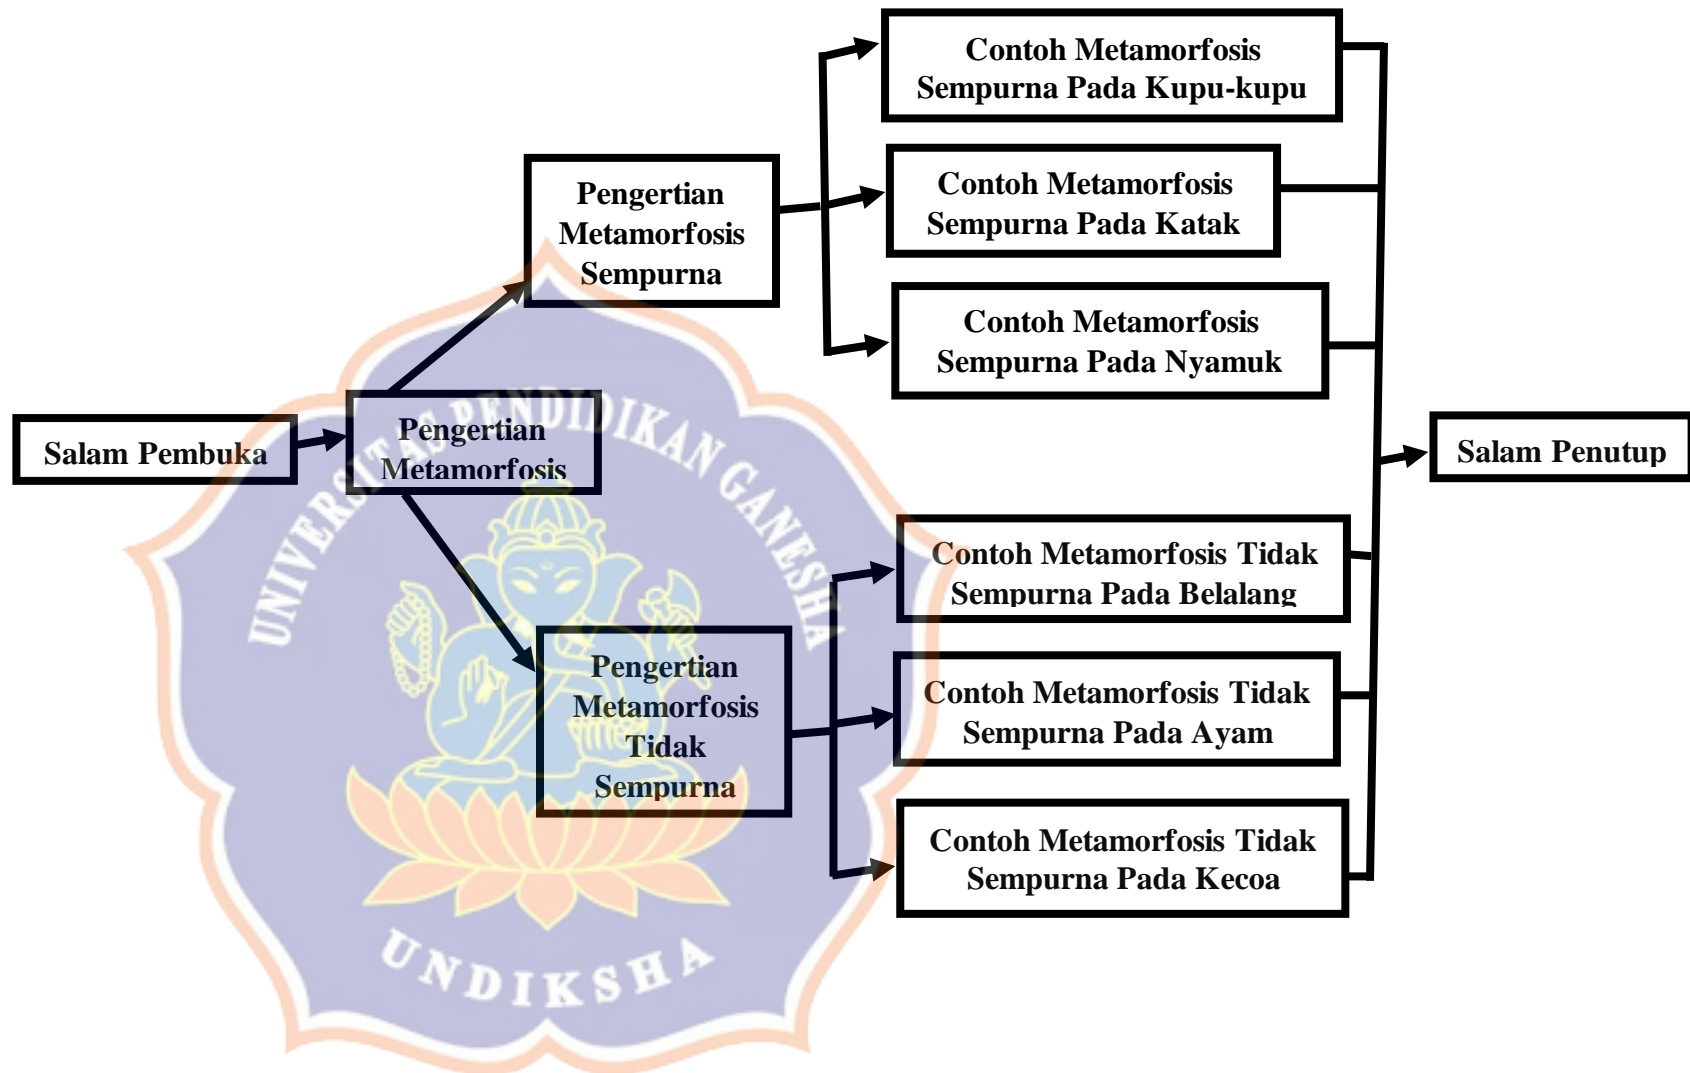 Contoh Metamorfosis
Sempurna Pada Kupu-kupu
Pengertian
Metamorfosis
Sempurna
Contoh Metamorfosis
Sempurna Pada Katak
Contoh Metamorfosis
Sempurna Pada Nyamuk
Salam Pembuka
Pengertian
Metamorfosis
Salam Penutup
Contoh Metamorfosis Tidak
Sempurna Pada Belalang
Pengertian
Metamorfosis
Tidak
Sempurna
Contoh Metamorfosis Tidak
Sempurna Pada Ayam
Contoh Metamorfosis Tidak
Sempurna Pada Kecoa
UNIVERSITAS PENDIDIKAN GANESHA
UNDIKSHA